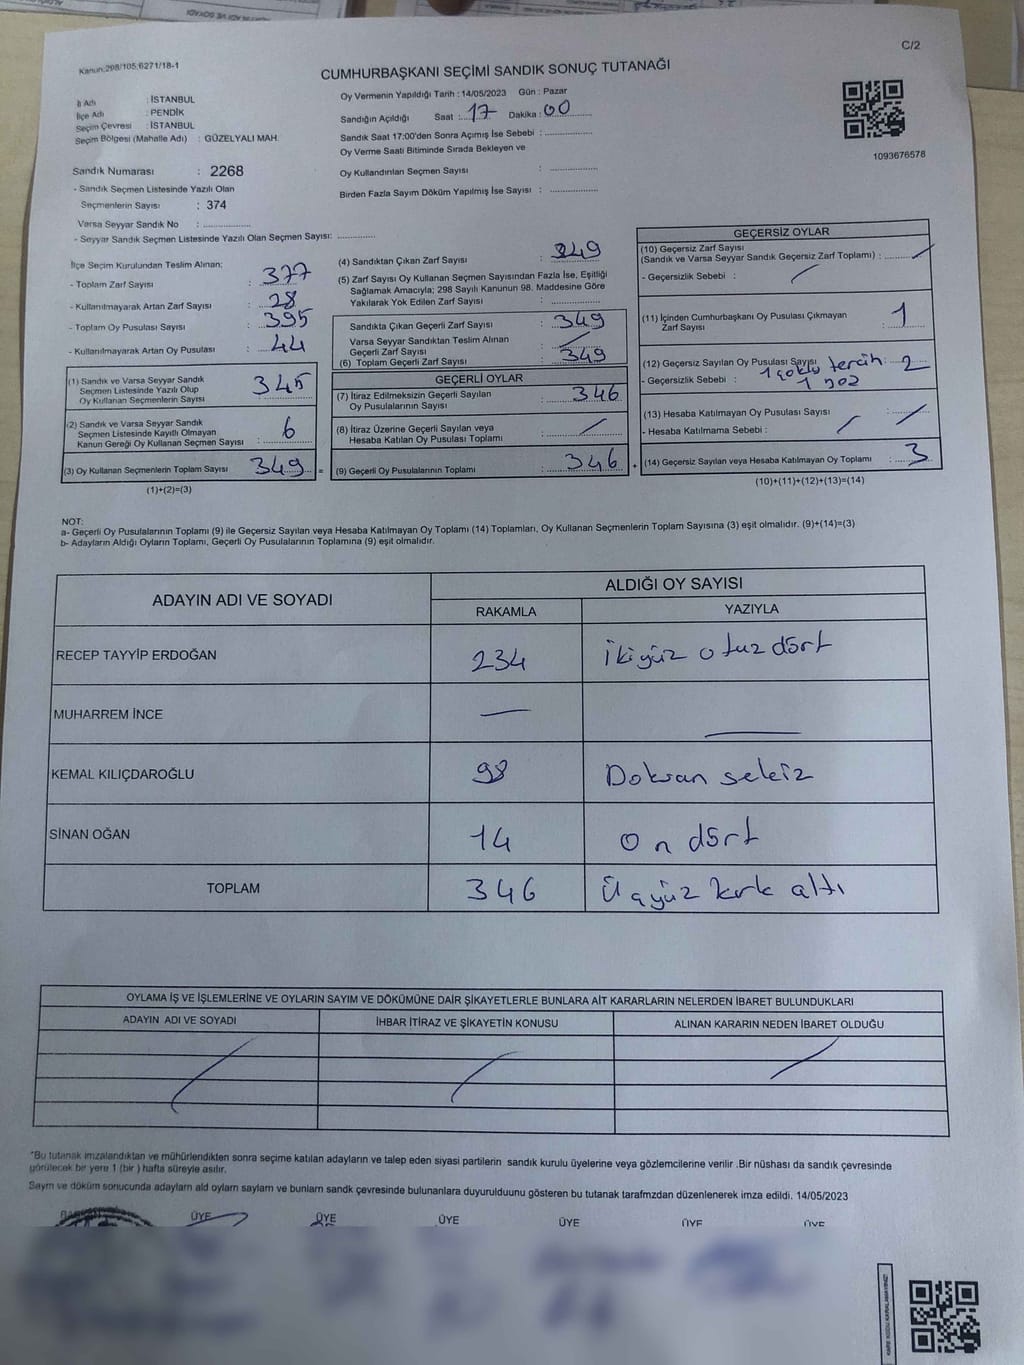 C/2
Kanun:298/105;6271/18-1
CUMHURBAŞKANI SEÇİMİ SANDIK SONUÇ TUTANAĞI
İl Adı : İSTANBUL
İlçe Adı : PENDİK
Seçim Çevresi : İSTANBUL
Seçim Bölgesi (Mahalle Adı) : GÜZELYALI MAH.
Sandık Numarası : 2268
- Sandık Seçmen Listesinde Yazılı Olan
Seçmenlerin Sayısı : 374
Varsa Seyyar Sandık No : ....................
- Seyyar Sandık Seçmen Listesinde Yazılı Olan Seçmen Sayısı: ............
Oy Vermenin Yapıldığı Tarih : 14/05/2023 Gün : Pazar
Sandığın Açıldığı Saat : 17 Dakika : 00
Sandık Saat 17:00'den Sonra Açımış İse Sebebi : ...............
Oy Verme Saati Bitiminde Sırada Bekleyen ve
Oy Kullandırılan Seçmen Sayısı : ...............
Birden Fazla Sayım Döküm Yapılmış İse Sayısı : ...............
1093676578
İlçe Seçim Kurulundan Teslim Alınan:
- Toplam Zarf Sayısı : 377
- Kullanılmayarak Artan Zarf Sayısı : 28
- Toplam Oy Pusulası Sayısı : 395
- Kullanılmayarak Artan Oy Pusulası : 44
(1) Sandık ve Varsa Seyyar Sandık
Seçmen Listesinde Yazılı Olup
Oy Kullanan Seçmenlerin Sayısı : 345
(2) Sandık ve Varsa Seyyar Sandık
Seçmen Listesinde Kayıtlı Olmayan
Kanun Gereği Oy Kullanan Seçmen Sayısı : 6
(3) Oy Kullanan Seçmenlerin Toplam Sayısı : 349 =
(1)+(2)=(3)
(4) Sandıktan Çıkan Zarf Sayısı : 349
(5) Zarf Sayısı Oy Kullanan Seçmen Sayısından Fazla İse, Eşitliği
Sağlamak Amacıyla; 298 Sayılı Kanunun 98. Maddesine Göre
Yakılarak Yok Edilen Zarf Sayısı : ...............
Sandıkta Çıkan Geçerli Zarf Sayısı : 349
Varsa Seyyar Sandıktan Teslim Alınan
Geçerli Zarf Sayısı :
(6) Toplam Geçerli Zarf Sayısı : 349
GEÇERLİ OYLAR
(7) İtiraz Edilmeksizin Geçerli Sayılan
Oy Pusulalarının Sayısı : 346
(8) İtiraz Üzerine Geçerli Sayılan veya
Hesaba Katılan Oy Pusulası Toplamı :
(9) Geçerli Oy Pusulalarının Toplamı : 346 +
GEÇERSİZ OYLAR
(10) Geçersiz Zarf Sayısı
(Sandık ve Varsa Seyyar Sandık Geçersiz Zarf Toplamı) :
- Geçersizlik Sebebi :
(11) İçinden Cumhurbaşkanı Oy Pusulası Çıkmayan
Zarf Sayısı : 1
(12) Geçersiz Sayılan Oy Pusulası Sayısı : 2
- Geçersizlik Sebebi : 1 çoklu tercih
(13) Hesaba Katılmayan Oy Pusulası Sayısı :
- Hesaba Katılmama Sebebi :
(14) Geçersiz Sayılan veya Hesaba Katılmayan Oy Toplamı : 3
(10)+(11)+(12)+(13)=(14)
NOT:
a- Geçerli Oy Pusulalarının Toplamı (9) ile Geçersiz Sayılan veya Hesaba Katılmayan Oy Toplamı (14) Toplamları, Oy Kullanan Seçmenlerin Toplam Sayısına (3) eşit olmalıdır. (9)+(14)=(3)
b- Adayların Aldığı Oyların Toplamı, Geçerli Oy Pusulalarının Toplamına (9) eşit olmalıdır.
ADAYIN ADI VE SOYADI ALDIĞI OY SAYISI
RAKAMLA YAZIYLA
RECEP TAYYİP ERDOĞAN 234 ikiyüz otuz dört
MUHARREM İNCE —
KEMAL KILIÇDAROĞLU 98 Doksan sekiz
SİNAN OĞAN 14 on dört
TOPLAM 346 Üçyüz kırk altı
OYLAMA İŞ VE İŞLEMLERİNE VE OYLARIN SAYIM VE DÖKÜMÜNE DAİR ŞİKAYETLERLE BUNLARA AİT KARARLARIN NELERDEN İBARET BULUNDUKLARI
ADAYIN ADI VE SOYADI İHBAR İTİRAZ VE ŞİKAYETİN KONUSU ALINAN KARARIN NEDEN İBARET OLDUĞU
*Bu tutanak imzalandıktan ve mühürlendikten sonra seçime katılan adayların ve talep eden siyasi partilerin sandık kurulu üyelerine veya gözlemcilerine verilir .Bir nüshası da sandık çevresinde
görülecek bir yere 1 (bir ) hafta süreyle asılır.
Sayım ve döküm sonucunda adayların ald oyların sayların ve bunların sandk çevresinde bulunanlara duyurulduunu gösteren bu tutanak tarafmzdan düzenlenerek imza edildi. 14/05/2023
BAŞKAN ÜYE ÜYE ÜYE ÜYE ÜYE ÜYE